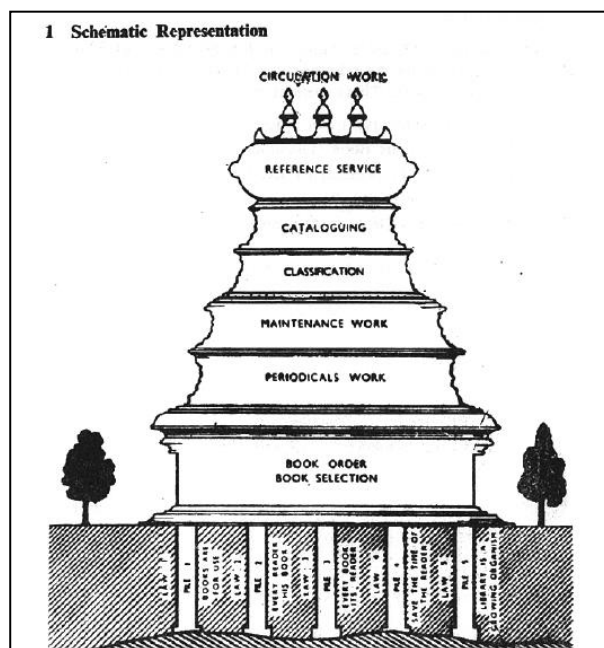 1 Schematic Representation
CIRCULATION WORK
REFERENCE SERVICE
CATALOGUING
CLASSIFICATION
MAINTENANCE WORK
PERIODICALS WORK
BOOK ORDER
BOOK SELECTION
LAW 1
PILE 1
BOOKS ARE
FOR USE
LAW 2
PILE 2
EVERY READER
HIS BOOK
LAW 3
PILE 3
EVERY BOOK
ITS READER
LAW 4
PILE 4
SAVE THE TIME OF
THE READER
LAW 5
PILE 5
LIBRARY IS A
GROWING ORGANISM